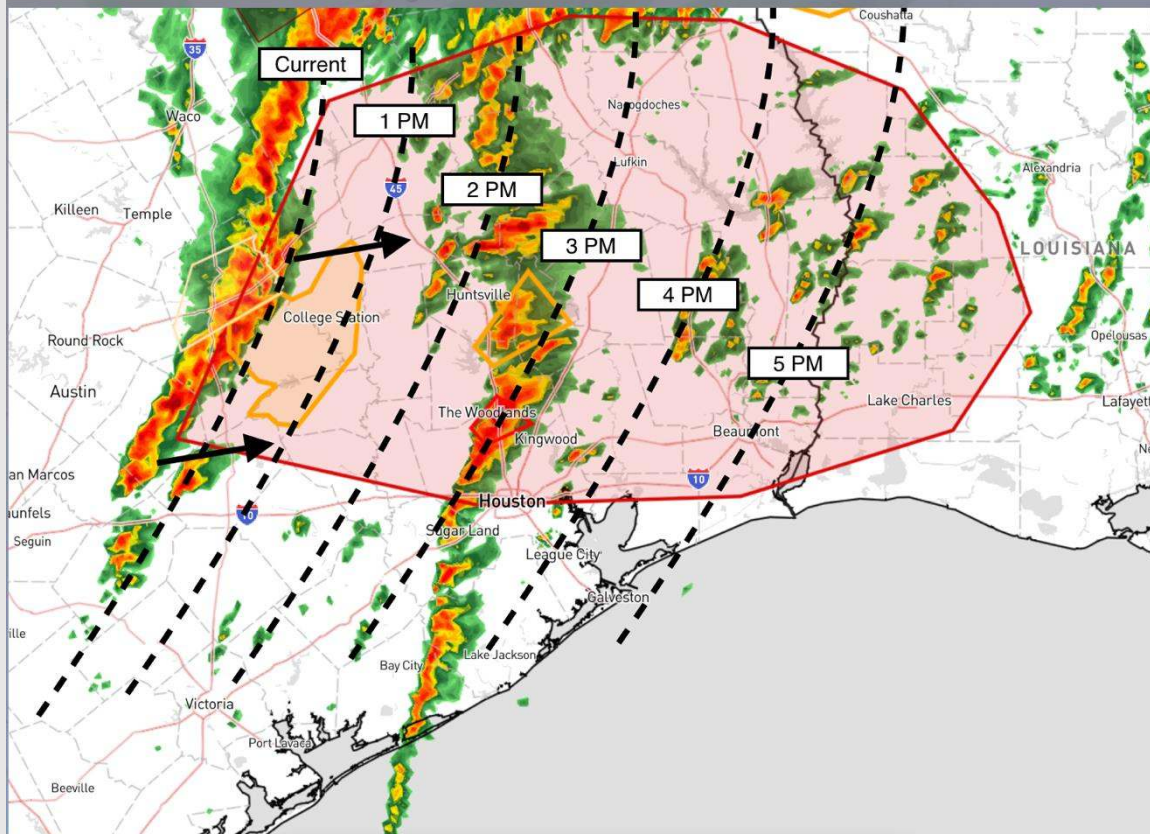 Coushatta
35
Current
Nacogdoches
Waco
1 PM
Lufkin
Alexandria
45
2 PM
Killeen
Temple
3 PM
LOUISIANA
4 PM
Huntsville
College Station
Round Rock
Opelousas
5 PM
Austin
Lake Charles
Lafayett
The Woodlands
Beaumont
Kingwood
an Marcos
10
Houston
aunfels
10
Seguin
Sugar Land
League City
Galveston
ville
Lake Jackson
Bay City
Victoria
Port Lavaca
Beeville